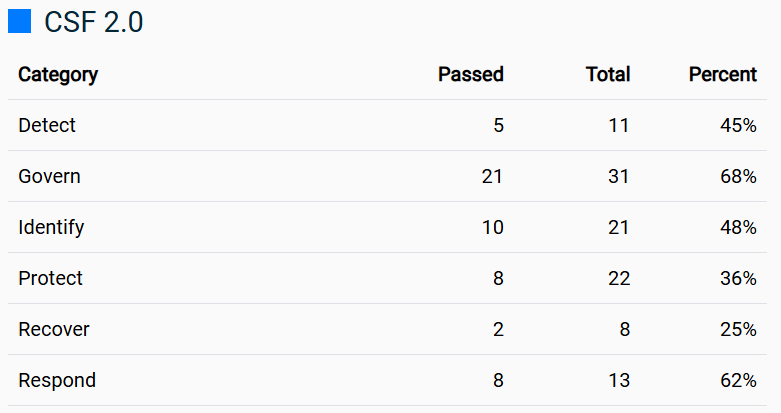 CSF 2.0
Category Passed Total Percent
Detect 5 11 45%
Govern 21 31 68%
Identify 10 21 48%
Protect 8 22 36%
Recover 2 8 25%
Respond 8 13 62%